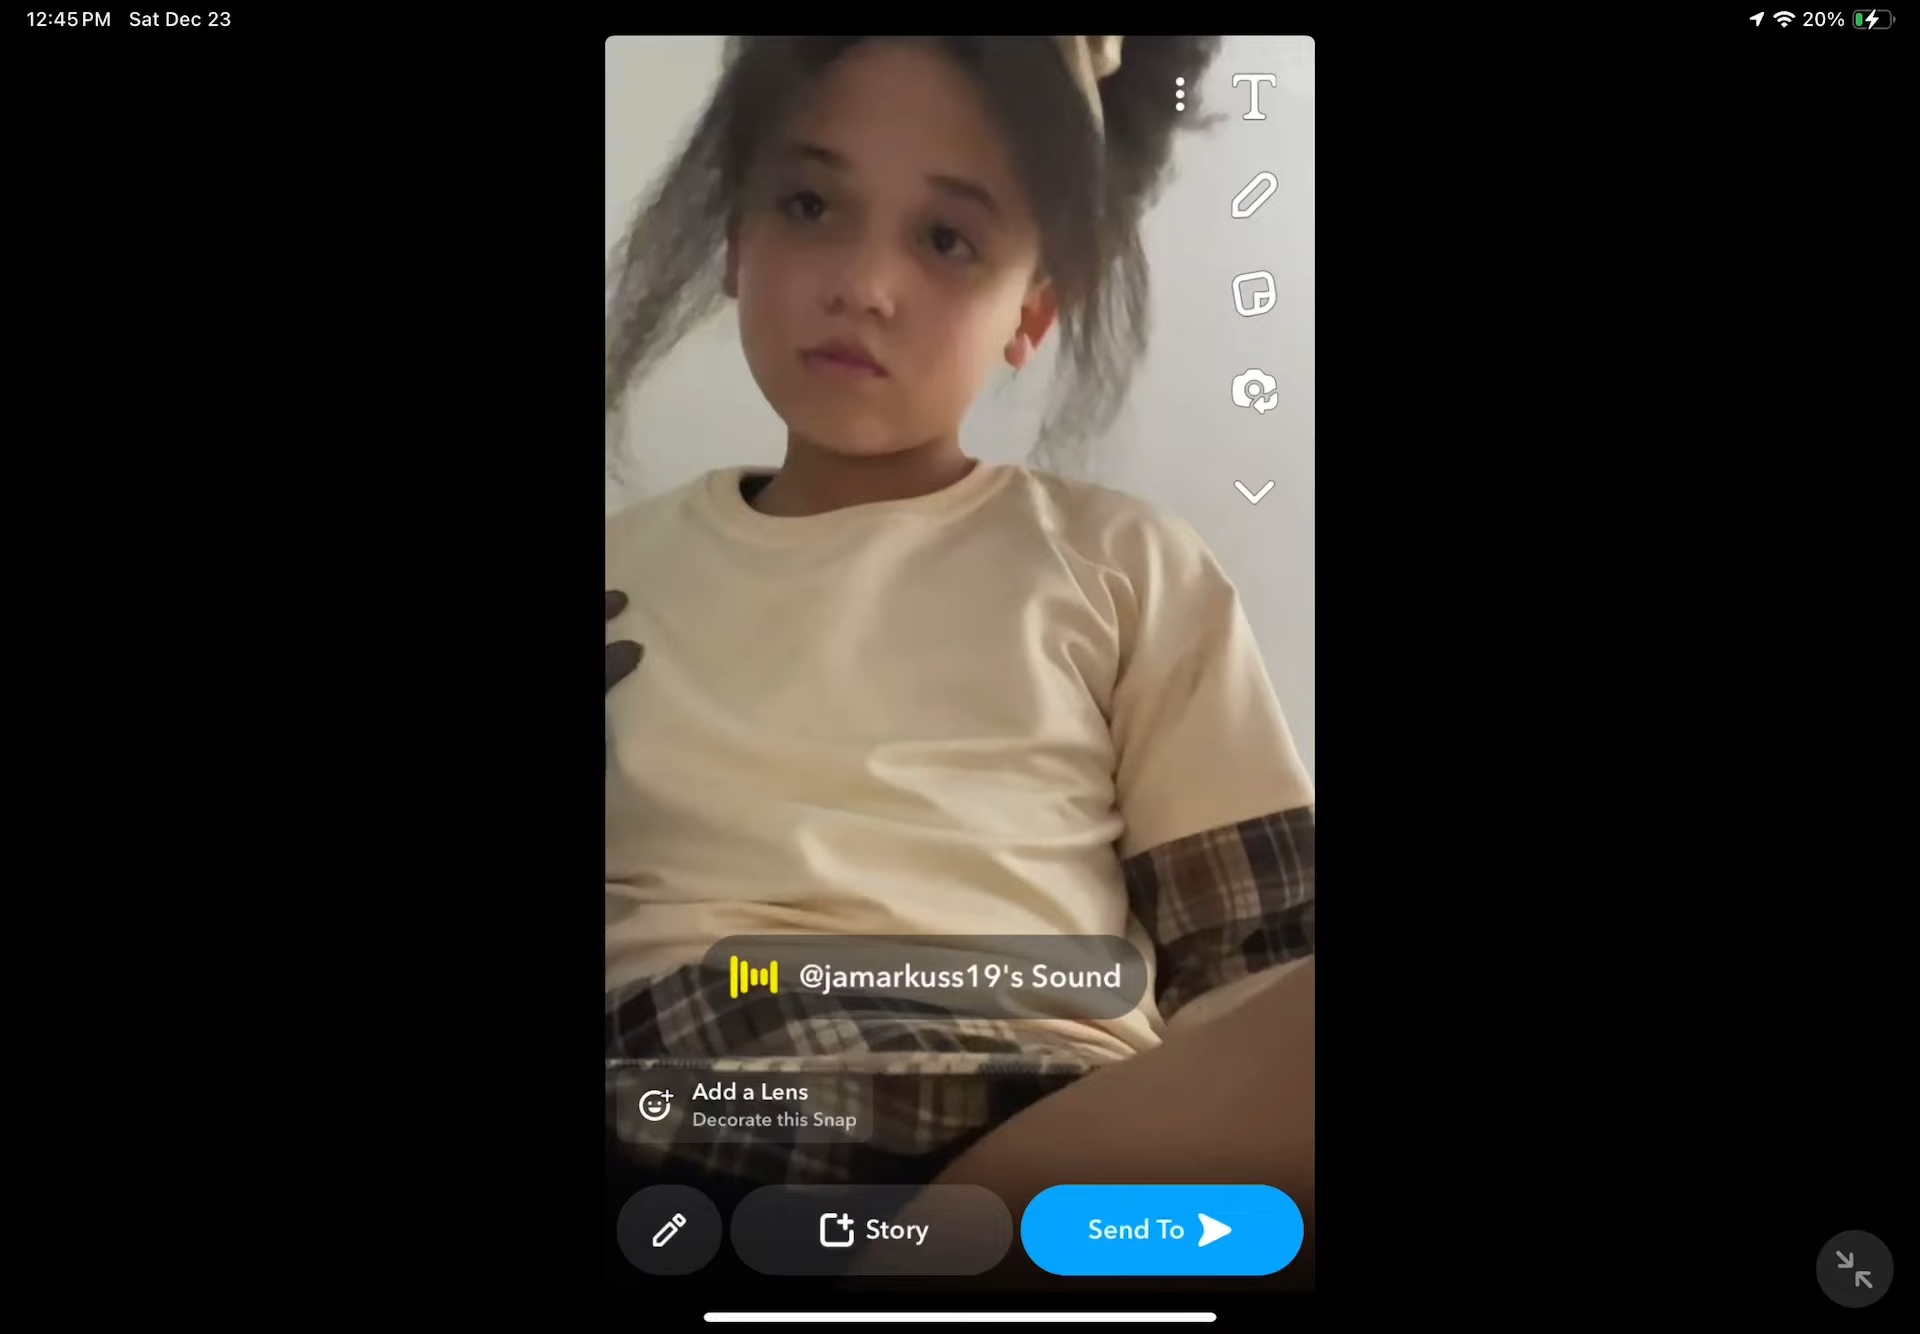 12:45 PM Sat Dec 23
20%
T
@jamarkuss19's Sound
Add a Lens
Decorate this Snap
Story
Send To